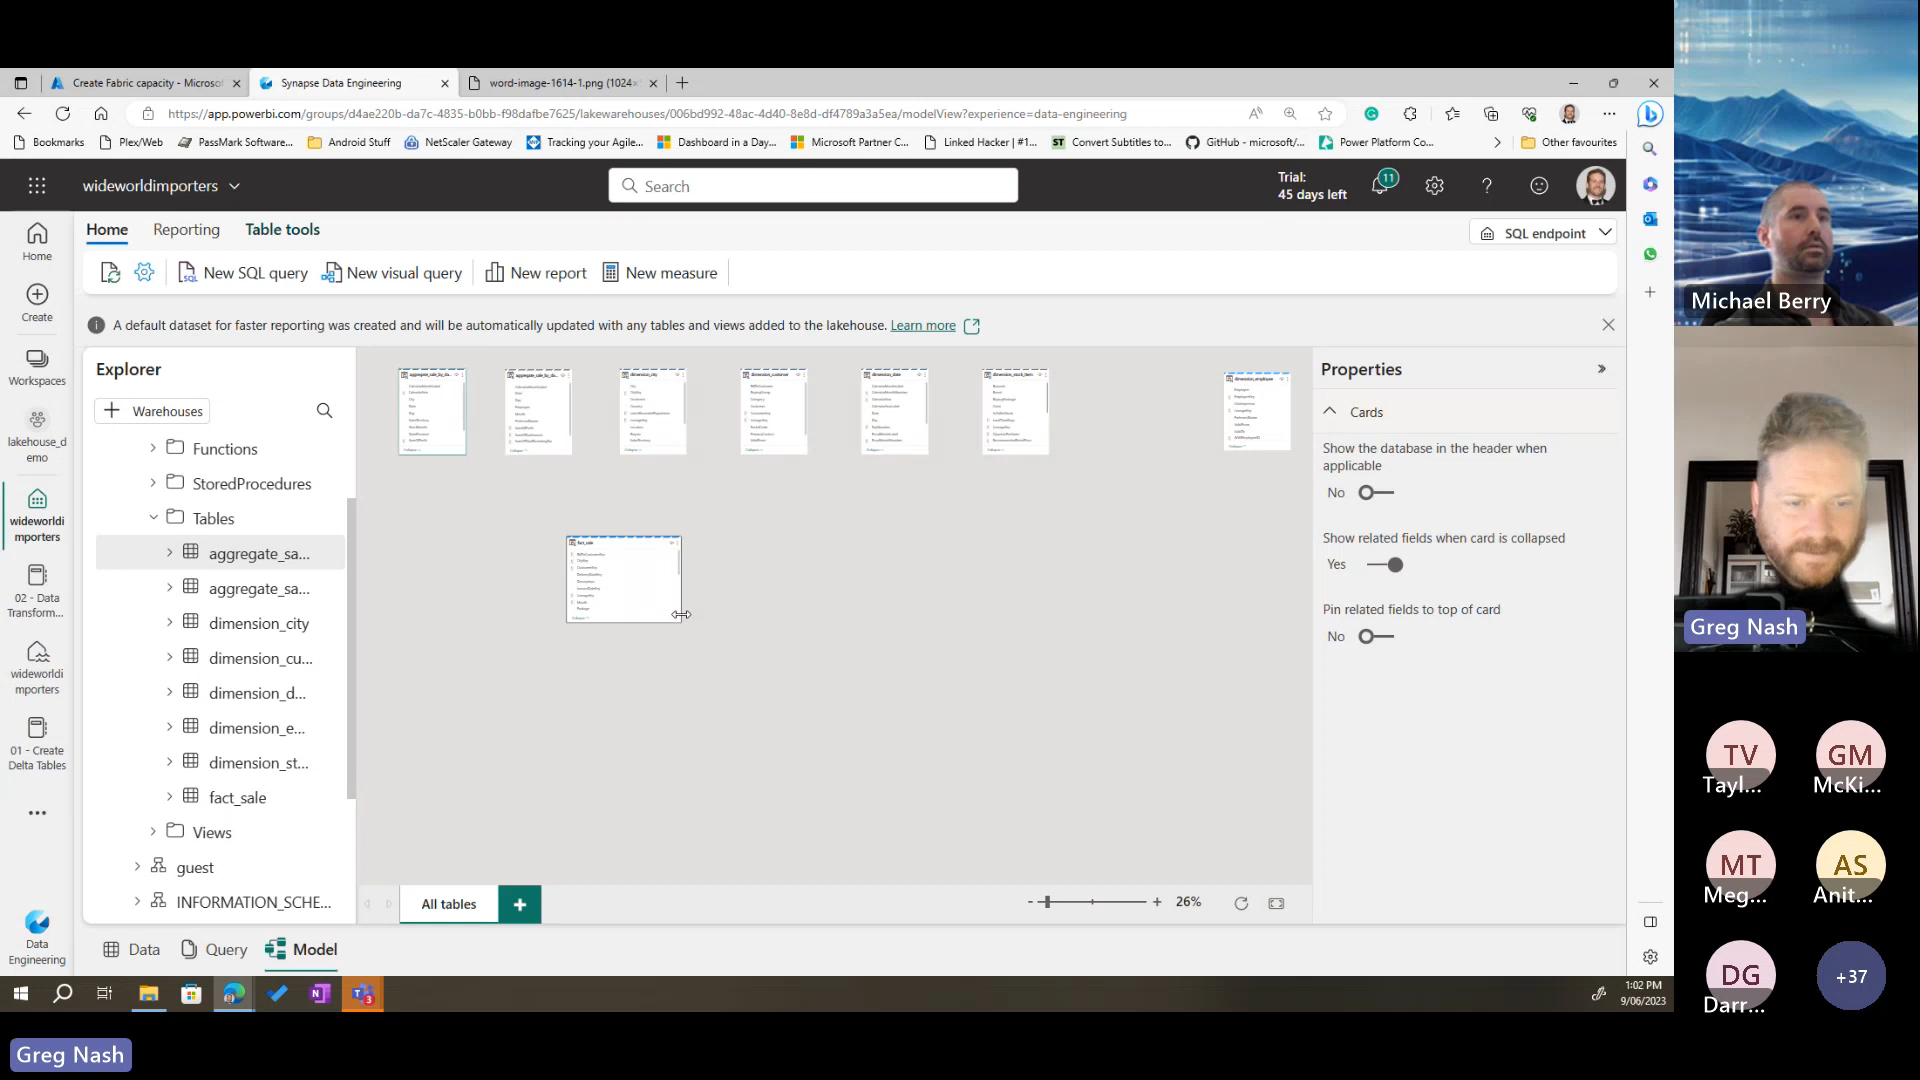 Create Fabric capacity - Microso
Synapse Data Engineering
word-image-1614-1.png (1024×
https://app.powerbi.com/groups/d4ae220b-da7c-4835-b0bb-f98dafbe7625/lakewarehouses/006bd992-48ac-4d40-8e8d-df4789a3a5ea/modelView?experience=data-engineering
Bookmarks
Plex/Web
PassMark Software...
Android Stuff
NetScaler Gateway
Tracking your Agile...
Dashboard in a Day...
Microsoft Partner C...
Linked Hacker | #1...
ST
Convert Subtitles to...
GitHub - microsoft/...
Power Platform Co...
Other favourites
wideworldimporters
Search
Trial:
45 days left
11
Home
Reporting
Table tools
SQL endpoint
New SQL query
New visual query
New report
New measure
A default dataset for faster reporting was created and will be automatically updated with any tables and views added to the lakehouse. Learn more
Home
Create
Workspaces
lakehouse_d
emo
wideworldi
mporters
02 - Data
Transform...
wideworldi
mporters
01 - Create
Delta Tables
Data
Engineering
Explorer
Warehouses
Functions
StoredProcedures
Tables
aggregate_sa...
aggregate_sa...
dimension_city
dimension_cu...
dimension_d...
dimension_e...
dimension_st...
fact_sale
Views
guest
INFORMATION_SCHE...
aggregate_sale_by_da...
aggregate_sale_by_da...
dimension_city
dimension_customer
dimension_date
dimension_stock_item
dimension_employee
fact_sale
Properties
Cards
Show the database in the header when
applicable
No
Show related fields when card is collapsed
Yes
Pin related fields to top of card
No
All tables
26%
Data
Query
Model
1:02 PM
9/06/2023
Michael Berry
Greg Nash
TV
Tayl...
GM
McKi...
MT
Meg...
AS
Anit...
DG
Darr...
+37
Greg Nash